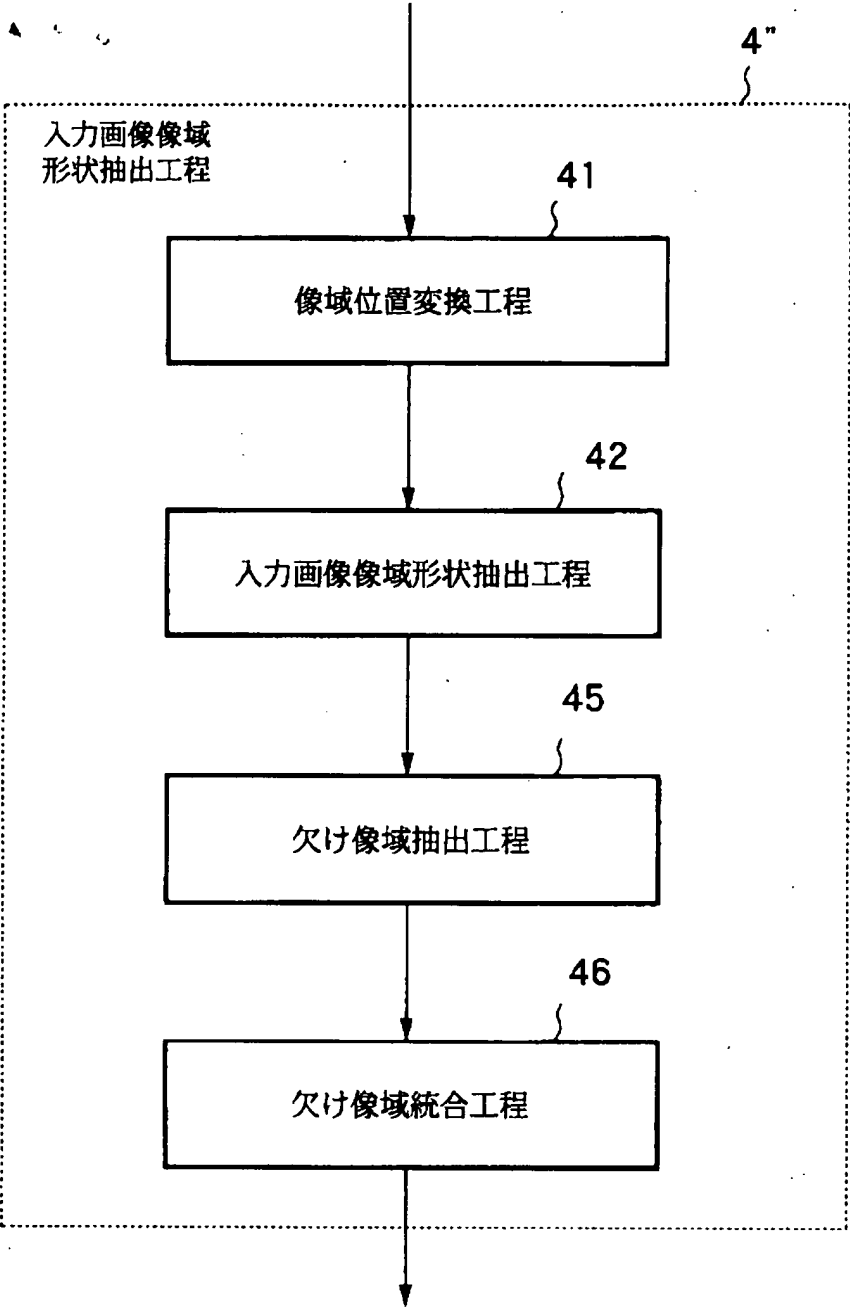 4"
入力画像像域
形状抽出工程
41
像域位置変換工程
42
入力画像像域形状抽出工程
45
欠け像域抽出工程
46
欠け像域統合工程